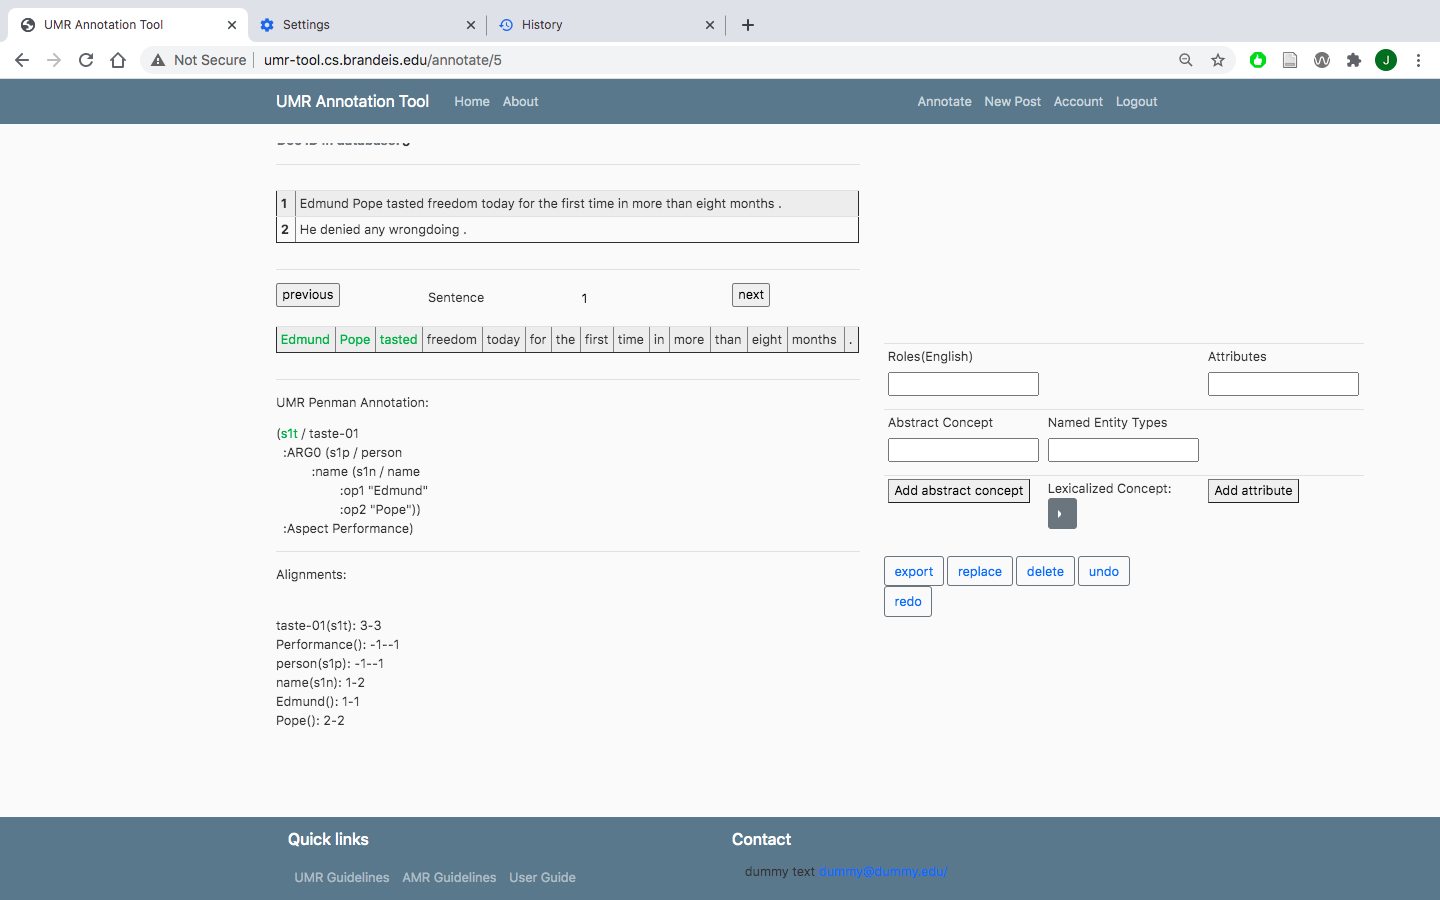 UMR Annotation Tool
Settings
History
Not Secure
umr-tool.cs.brandeis.edu/annotate/5
J
UMR Annotation Tool Home About Annotate New Post Account Logout
1 Edmund Pope tasted freedom today for the first time in more than eight months .
2 He denied any wrongdoing .
previous Sentence 1 next
Edmund Pope tasted freedom today for the first time in more than eight months .
UMR Penman Annotation:
(s1t / taste-01
:ARG0 (s1p / person
:name (s1n / name
:op1 "Edmund"
:op2 "Pope"))
:Aspect Performance)
Alignments:
taste-01(s1t): 3-3
Performance(): -1--1
person(s1p): -1--1
name(s1n): 1-2
Edmund(): 1-1
Pope(): 2-2
Roles(English) Attributes
Abstract Concept Named Entity Types
Add abstract concept Lexicalized Concept: Add attribute
export replace delete undo
redo
Quick links
UMR Guidelines AMR Guidelines User Guide
Contact
dummy text dummy@dummy.edu/